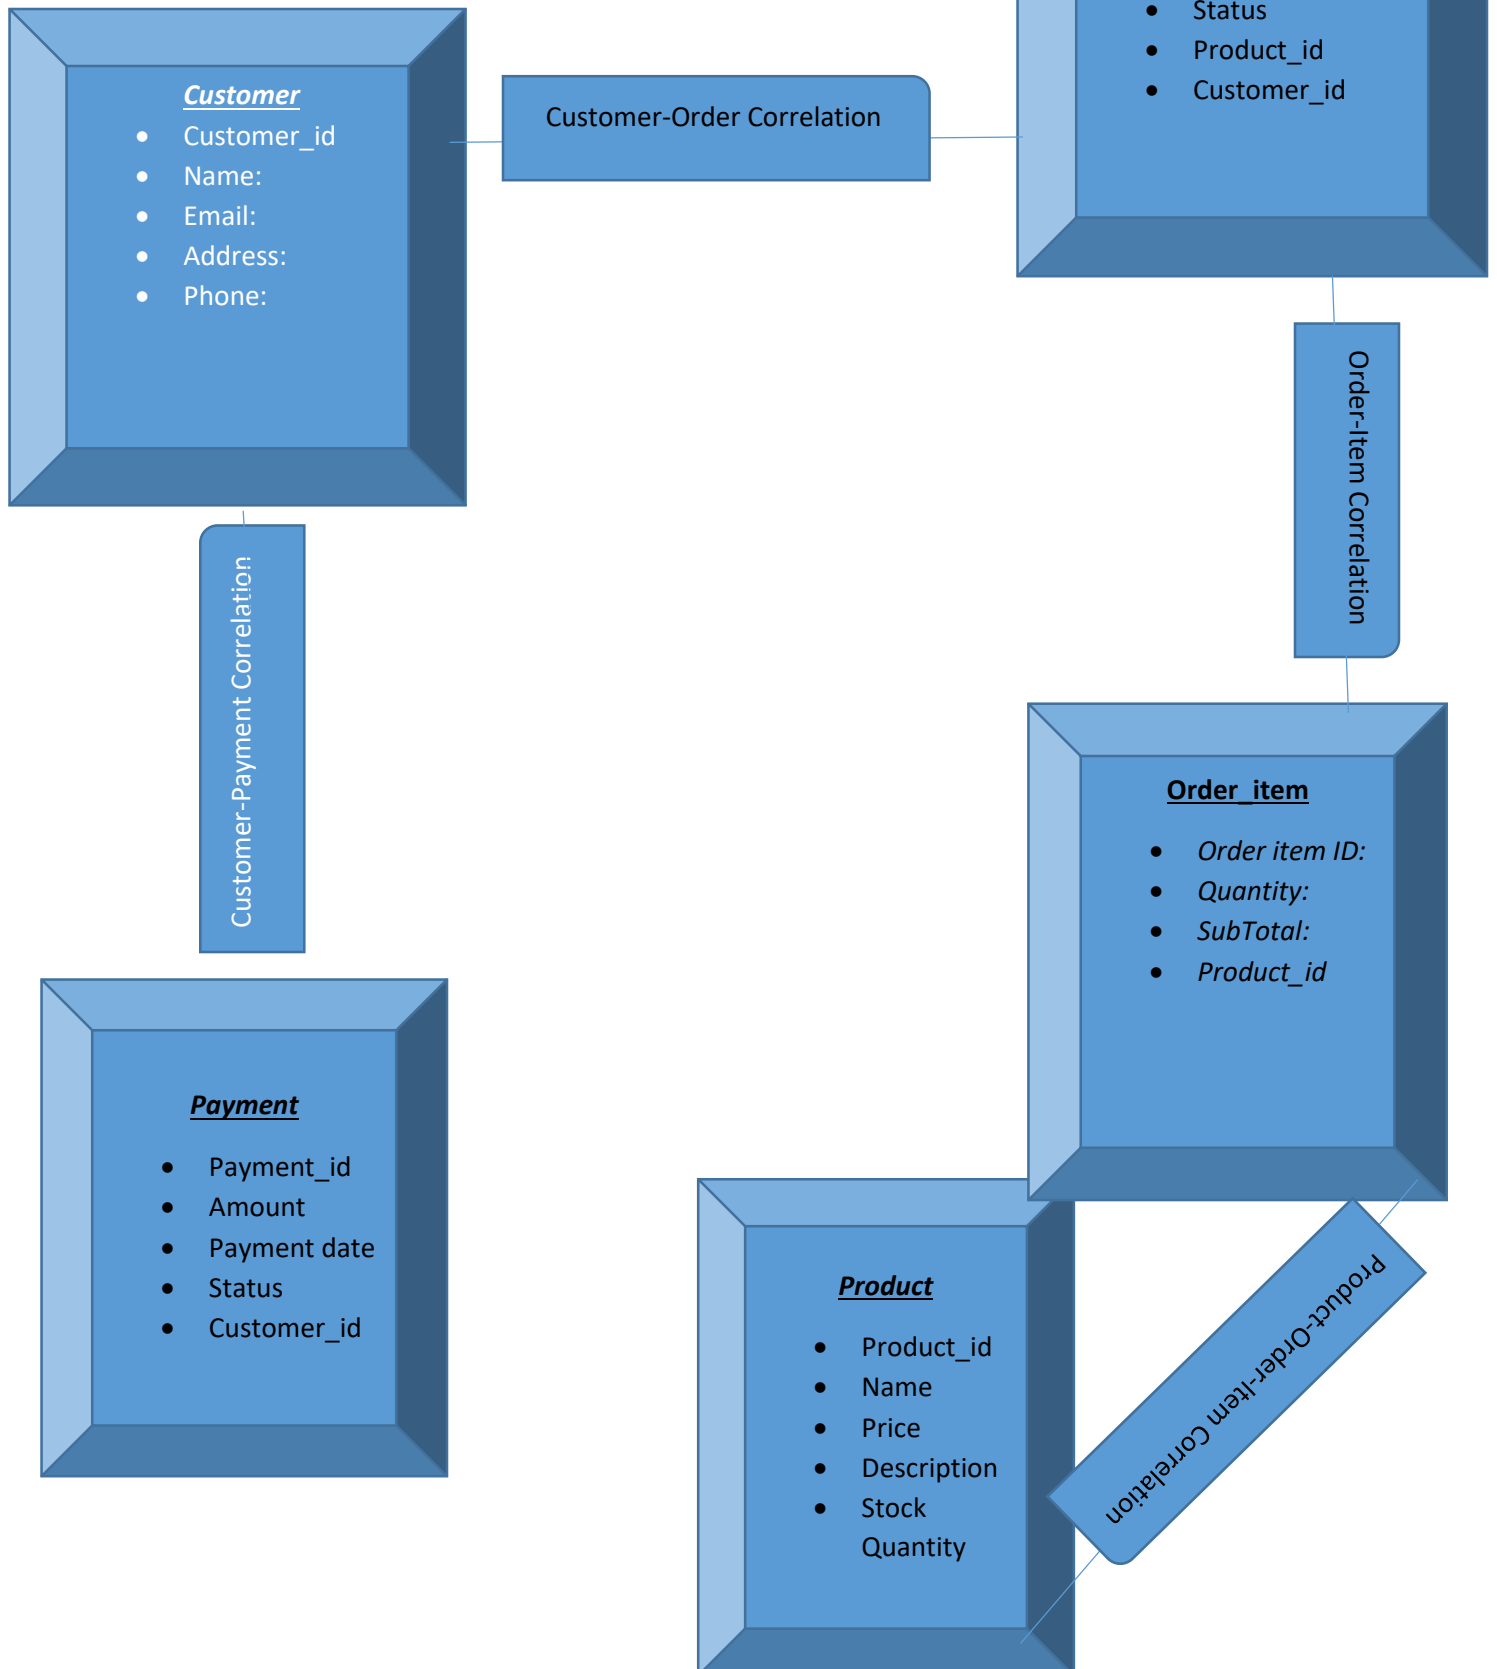 Status
Product_id
Customer_id
Customer
Customer_id
Name:
Email:
Address:
Phone:
Customer-Order Correlation
Order-Item Correlation
Customer-Payment Correlation
Order_item
Order item ID:
Quantity:
SubTotal:
Product_id
Payment
Payment_id
Amount
Payment date
Status
Customer_id
Product
Product_id
Name
Price
Description
Stock
Quantity
Product-Order-Item Correlation